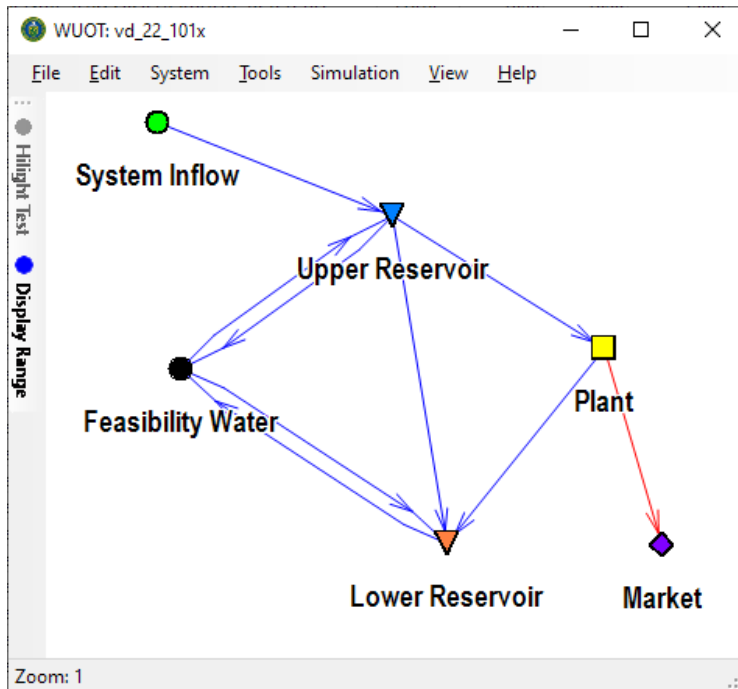 WUOT: vd_22_101x
File Edit System Tools Simulation View Help
Hilight Test
Display Range
System Inflow
Upper Reservoir
Plant
Feasibility Water
Lower Reservoir
Market
Zoom: 1